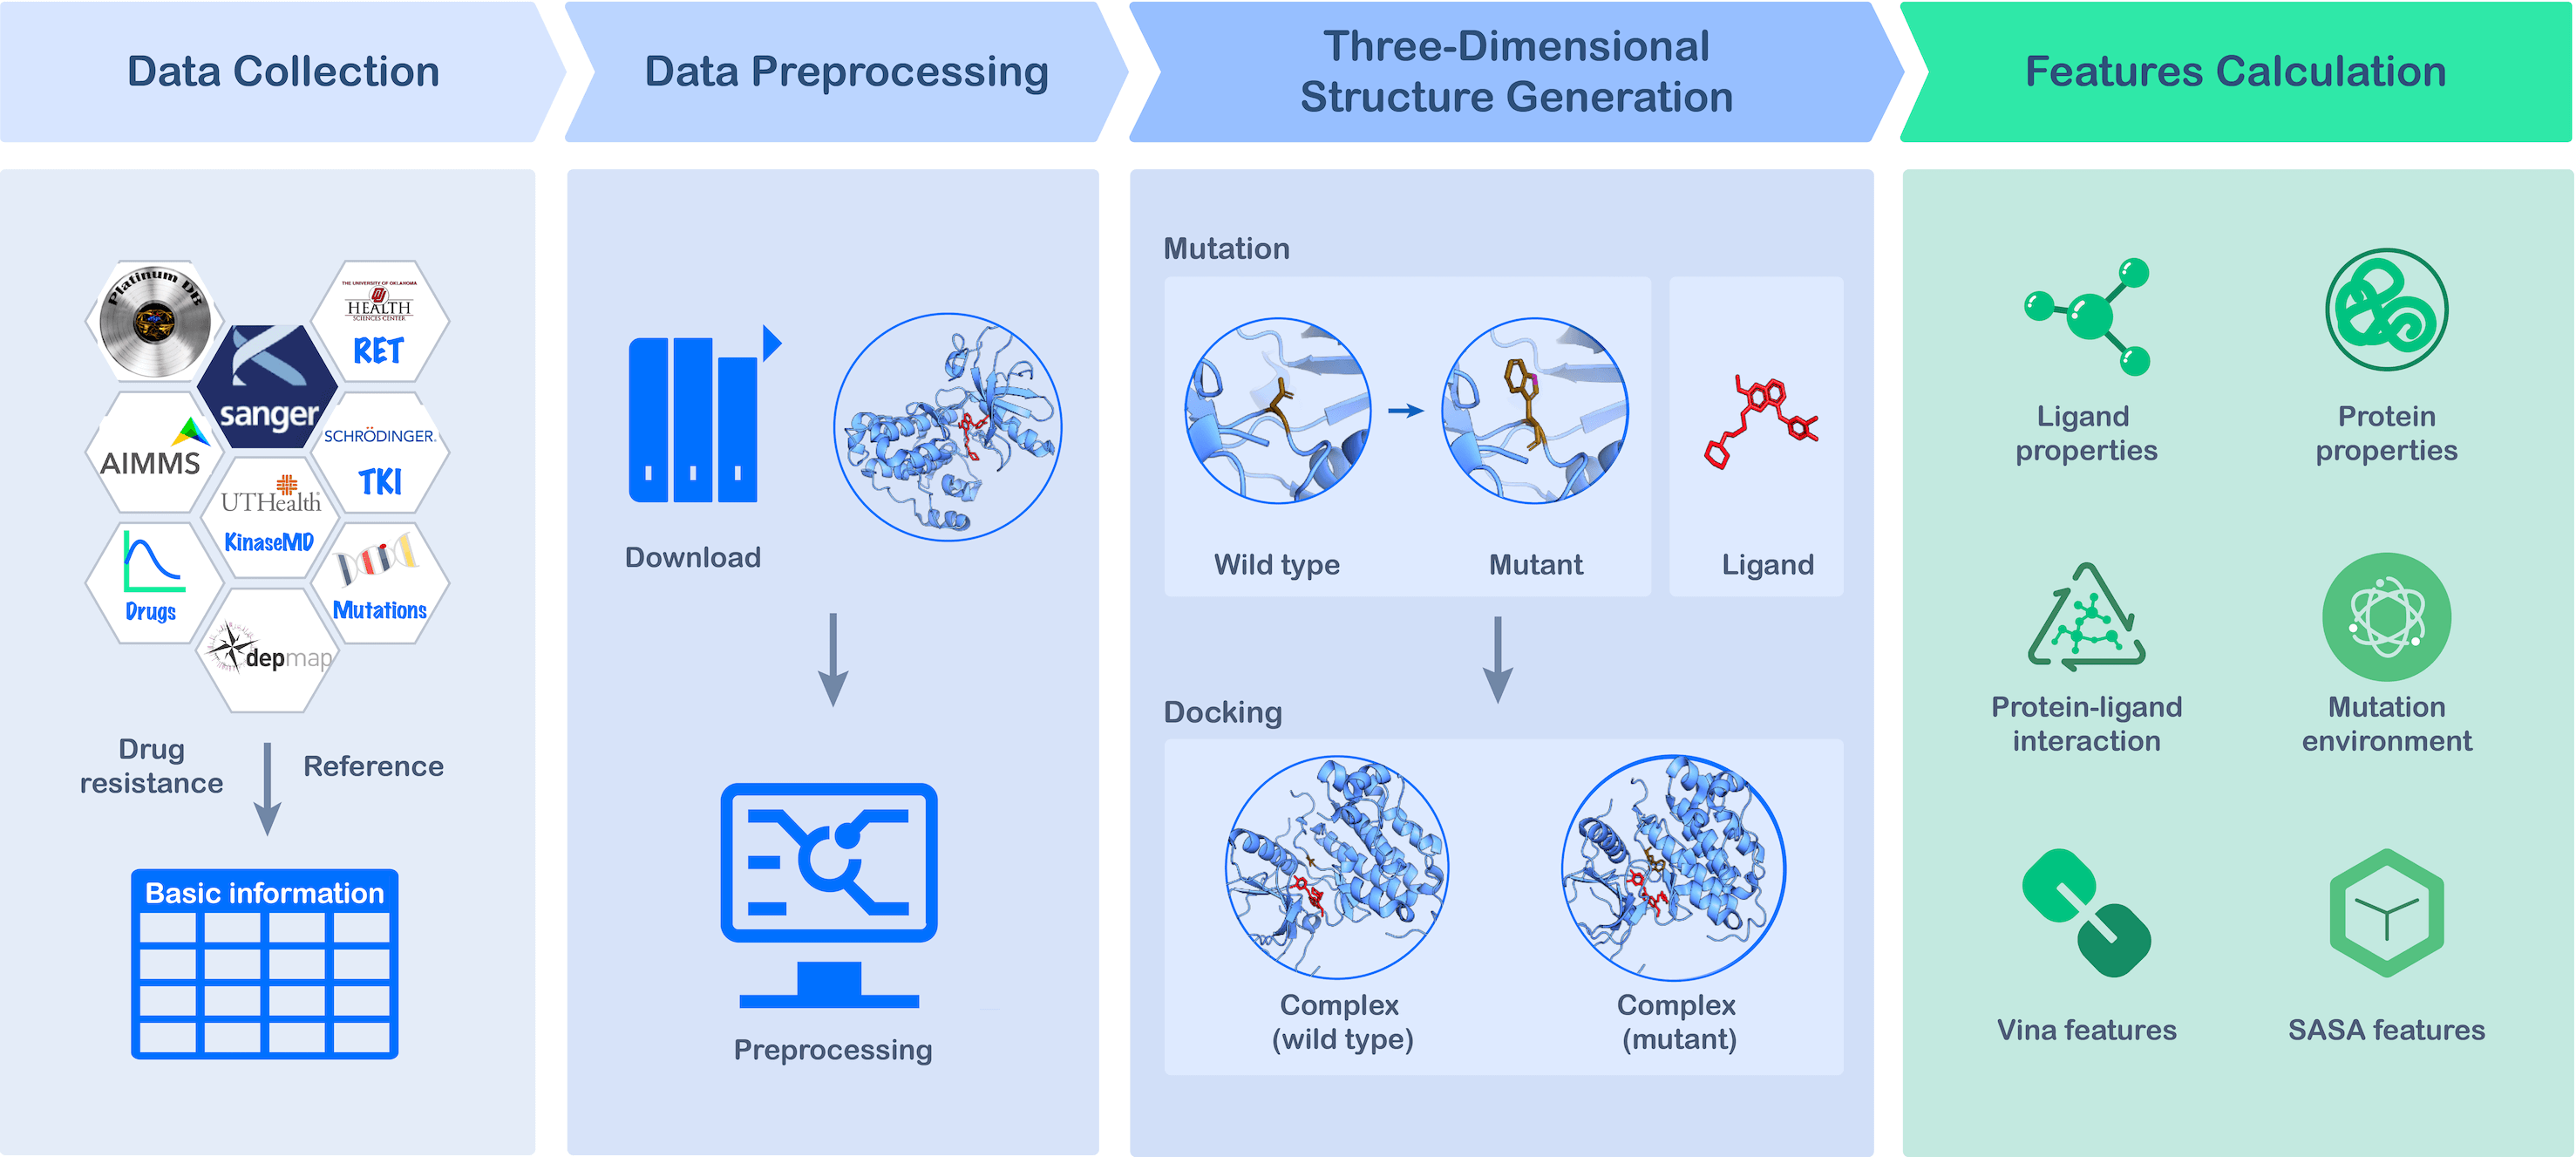 Data Collection
Data Preprocessing
Three-Dimensional
Structure Generation
Features Calculation
Platinum DB
THE UNIVERSITY OF OKLAHOMA
HEALTH
SCIENCES CENTER
RET
sanger
AIMMS
SCHRÖDINGER.
TKI
UTHealth
KinaseMD
Drugs
Mutations
depmap
Drug
resistance
Reference
Basic information
Download
Preprocessing
Mutation
Wild type
Mutant
Ligand
Docking
Complex
(wild type)
Complex
(mutant)
Ligand
properties
Protein
properties
Protein-ligand
interaction
Mutation
environment
Vina features
SASA features